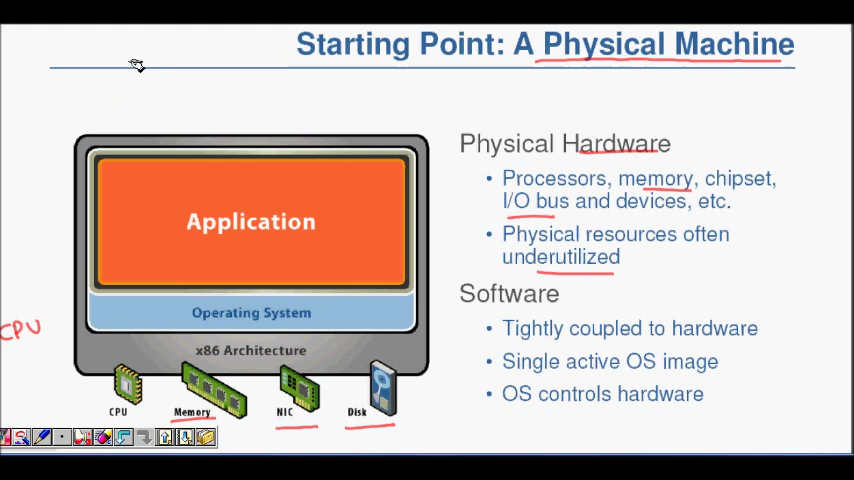 Starting Point: A Physical Machine
Application
Operating System
x86 Architecture
CPU
CPU
Memory
NIC
Disk
Physical Hardware
• Processors, memory, chipset,
I/O bus and devices, etc.
• Physical resources often
underutilized
Software
• Tightly coupled to hardware
• Single active OS image
• OS controls hardware